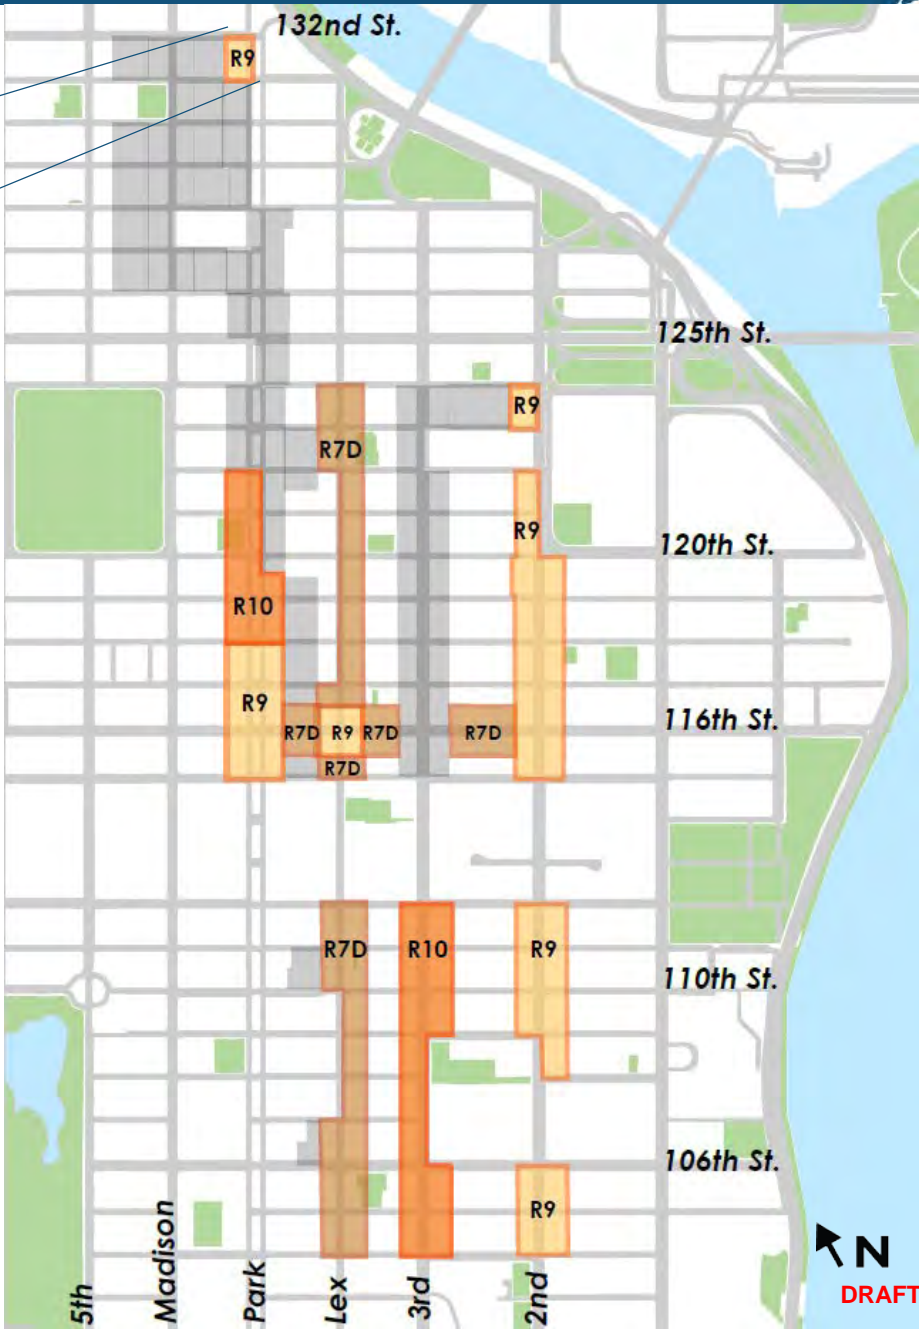 132nd St.
R9
125th St.
R9
R7D
R9
120th St.
R10
R9
116th St.
R7D
R9
R7D
R7D
R7D
R7D
R10
R9
110th St.
106th St.
R9
5th
Madison
Park
Lex
3rd
2nd
N
DRAFT